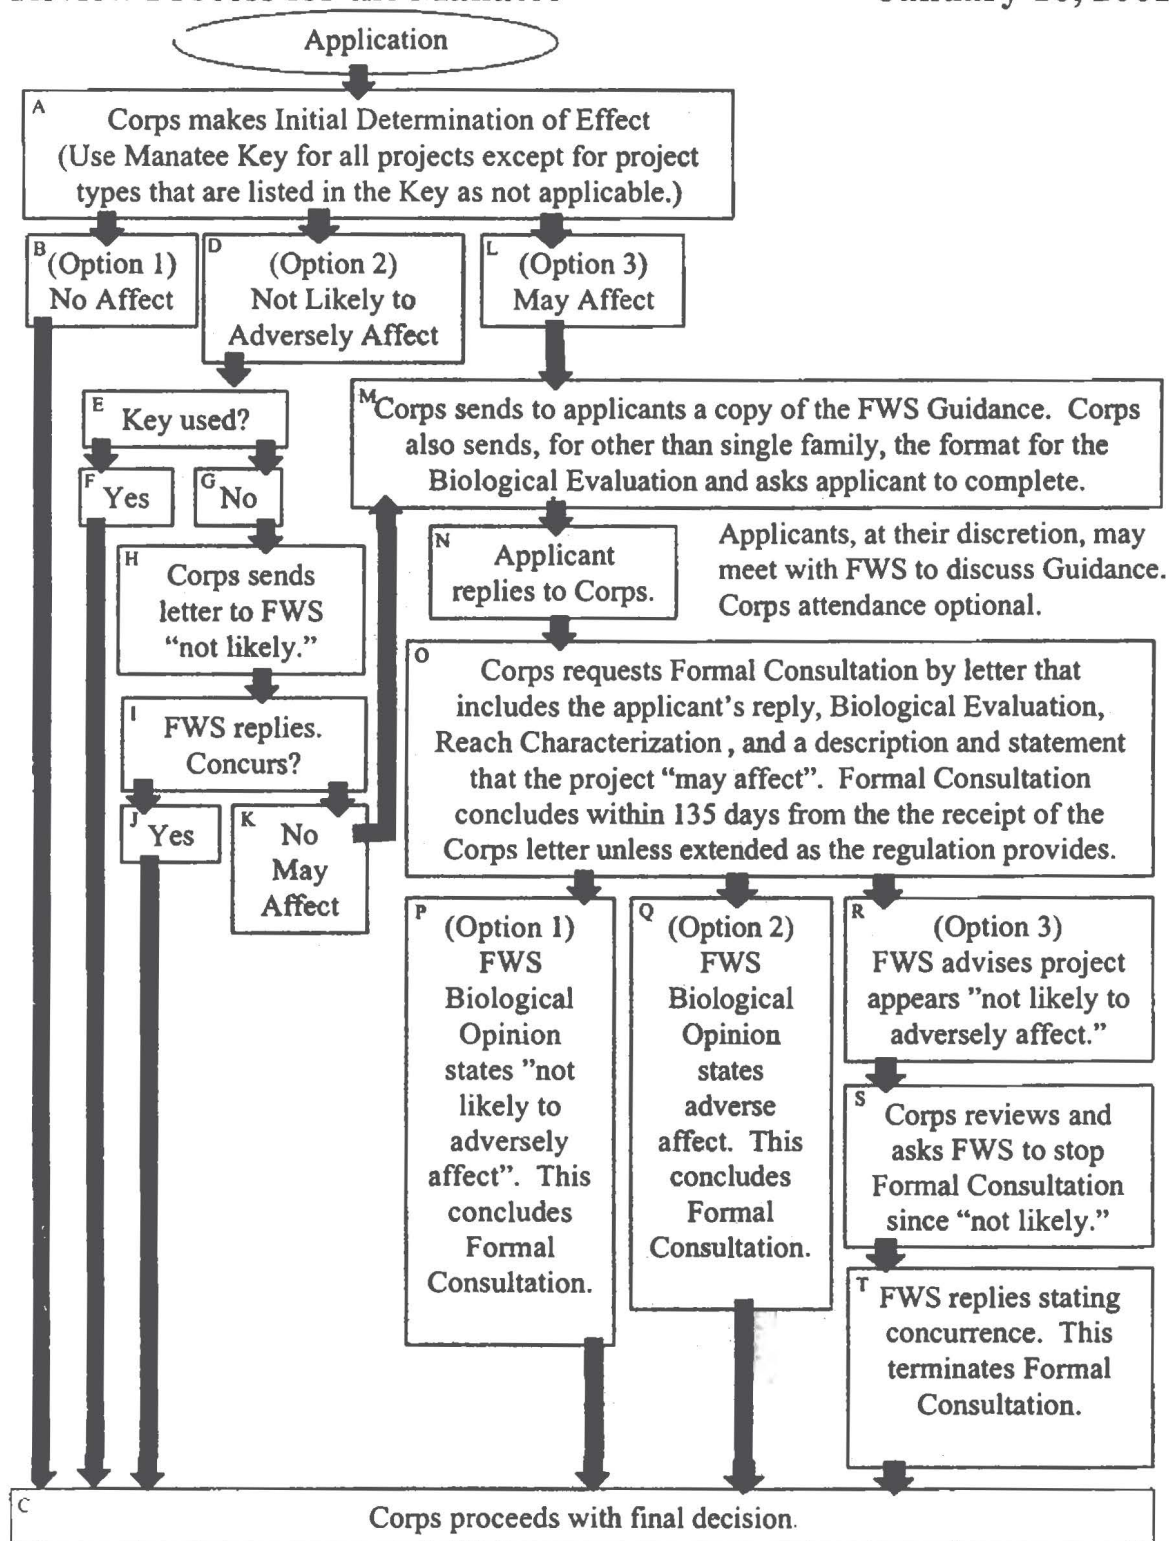 Application
A
Corps makes Initial Determination of Effect
(Use Manatee Key for all projects except for project
types that are listed in the Key as not applicable.)
B
(Option 1)
No Affect
D
(Option 2)
Not Likely to
Adversely Affect
L
(Option 3)
May Affect
E
Key used?
F
Yes
G
No
H
Corps sends
letter to FWS
“not likely.”
I
FWS replies.
Concurs?
J
Yes
K
No
May
Affect
M
Corps sends to applicants a copy of the FWS Guidance. Corps
also sends, for other than single family, the format for the
Biological Evaluation and asks applicant to complete.
N
Applicant
replies to Corps.
Applicants, at their discretion, may
meet with FWS to discuss Guidance.
Corps attendance optional.
O
Corps requests Formal Consultation by letter that
includes the applicant’s reply, Biological Evaluation,
Reach Characterization , and a description and statement
that the project “may affect”. Formal Consultation
concludes within 135 days from the the receipt of the
Corps letter unless extended as the regulation provides.
P
(Option 1)
FWS
Biological
Opinion
states ”not
likely to
adversely
affect”. This
concludes
Formal
Consultation.
Q
(Option 2)
FWS
Biological
Opinion
states
adverse
affect. This
concludes
Formal
Consultation.
R
(Option 3)
FWS advises project
appears ”not likely to
adversely affect.”
S
Corps reviews and
asks FWS to stop
Formal Consultation
since “not likely.”
T
FWS replies stating
concurrence. This
terminates Formal
Consultation.
C
Corps proceeds with final decision.